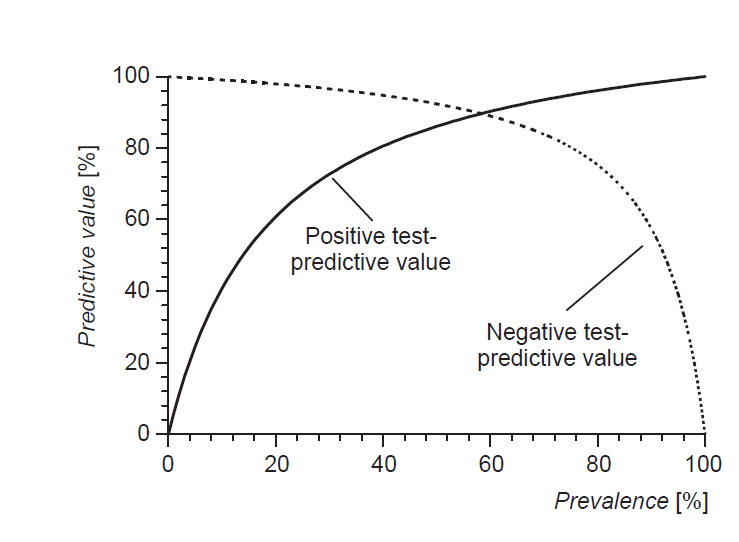 100
80
60
40
20
0
Predictive value [%]
Positive test-
predictive value
Negative test-
predictive value
0 20 40 60 80 100
Prevalence [%]